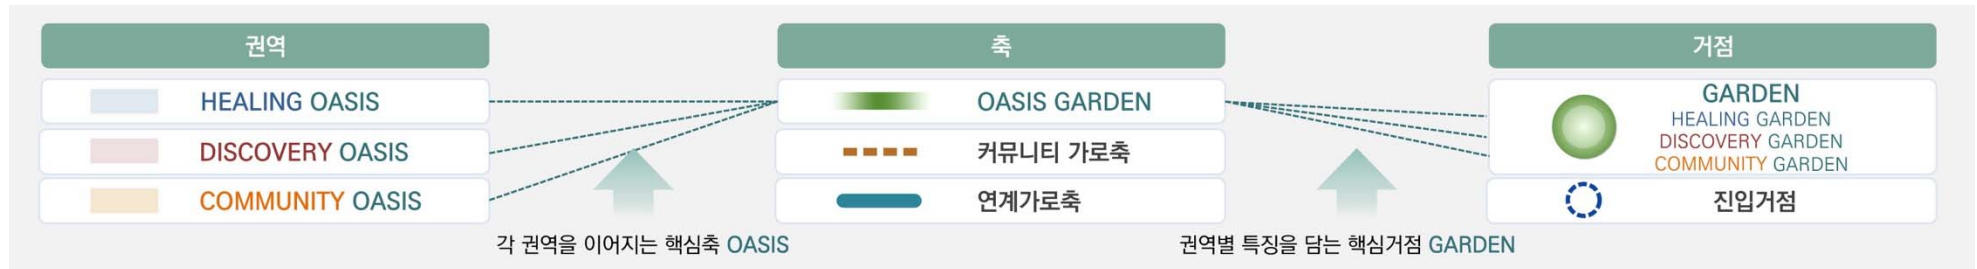 권역
HEALING OASIS
DISCOVERY OASIS
COMMUNITY OASIS
각 권역을 이어지는 핵심축 OASIS
축
OASIS GARDEN
커뮤니티 가로축
연계가로축
권역별 특징을 담는 핵심거점 GARDEN
거점
GARDEN
HEALING GARDEN
DISCOVERY GARDEN
COMMUNITY GARDEN
진입거점